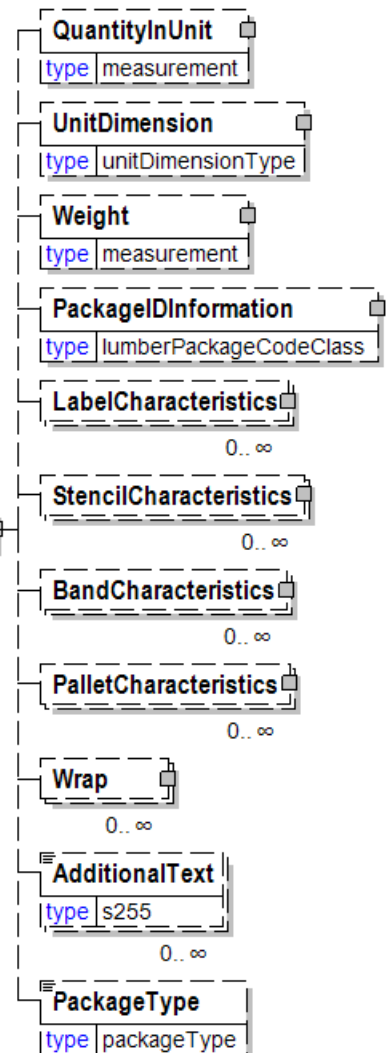 QuantityInUnit
type measurement
UnitDimension
type unitDimensionType
Weight
type measurement
PackageIDInformation
type lumberPackageCodeClass
LabelCharacteristics
0.. ∞
StencilCharacteristics
0.. ∞
BandCharacteristics
0.. ∞
PalletCharacteristics
0.. ∞
Wrap
0.. ∞
AdditionalText
type s255
0.. ∞
PackageType
type packageType